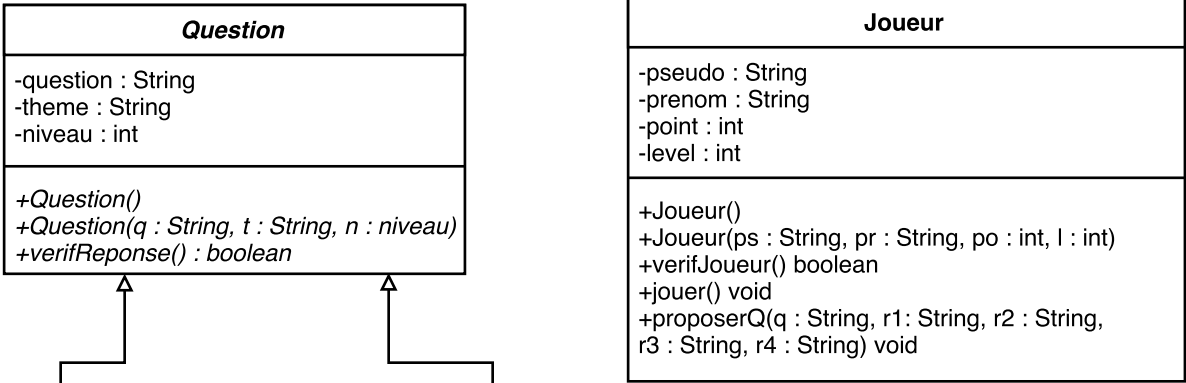 Question
-question : String
-theme : String
-niveau : int
+Question()
+Question(q : String, t : String, n : niveau)
+verifReponse() : boolean
Joueur
-pseudo : String
-prenom : String
-point : int
-level : int
+Joueur()
+Joueur(ps : String, pr : String, po : int, l : int)
+verifJoueur() boolean
+jouer() void
+proposerQ(q : String, r1: String, r2 : String,
r3 : String, r4 : String) void